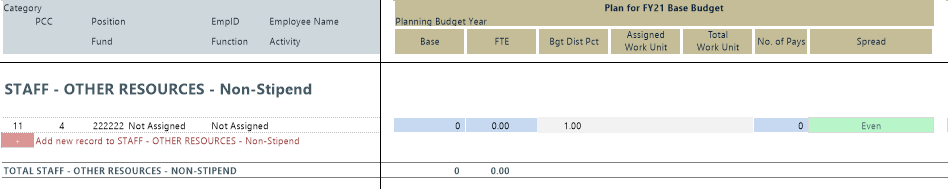 Category
Plan for FY21 Base Budget
PCC Position EmpID Employee Name
Planning Budget Year
Fund Function Activity
Base FTE Bgt Dist Pct Assigned Work Unit Total Work Unit No. of Pays Spread
STAFF - OTHER RESOURCES - Non-Stipend
11 4 222222 Not Assigned Not Assigned 0 0.00 1.00 0 Even
+ Add new record to STAFF - OTHER RESOURCES - Non-Stipend
TOTAL STAFF - OTHER RESOURCES - NON-STIPEND 0 0.00